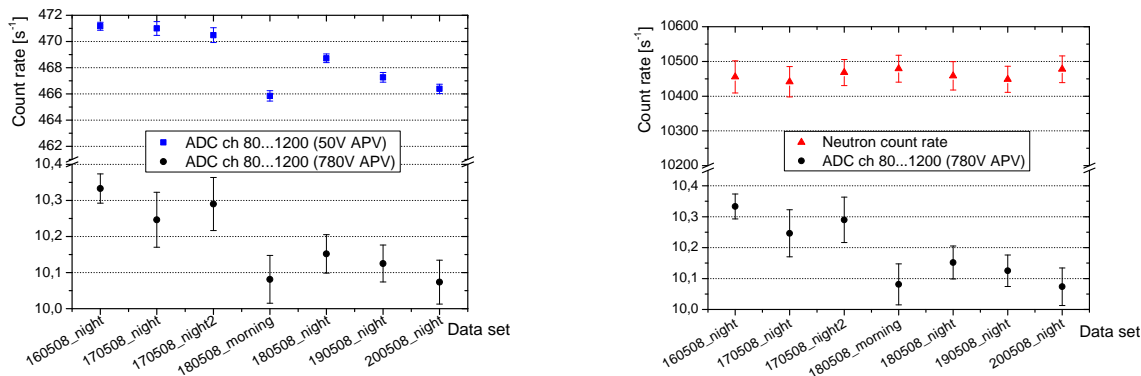 Count rate [s⁻¹]
472
470
468
466
464
462
10,4
10,3
10,2
10,1
10,0
ADC ch 80...1200 (50V APV)
ADC ch 80...1200 (780V APV)
160508_night
170508_night
170508_night2
180508_morning
180508_night
190508_night
200508_night
Data set
Count rate [s⁻¹]
10600
10500
10400
10300
10200
10,4
10,3
10,2
10,1
10,0
Neutron count rate
ADC ch 80...1200 (780V APV)
160508_night
170508_night
170508_night2
180508_morning
180508_night
190508_night
200508_night
Data set